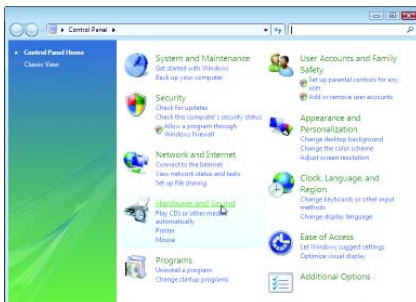 Control Panel
Control Panel Home
Classic View
System and Maintenance
Get started with Windows
Back up your computer
Security
Check for updates
Check this computer's security status
Allow a program through
Windows Firewall
Network and Internet
Connect to the Internet
View network status and tasks
Set up file sharing
Hardware and Sound
Play CDs or other media
automatically
Printer
Mouse
Programs
Uninstall a program
Change startup programs
User Accounts and Family
Safety
Set up parental controls for any
user
Add or remove user accounts
Appearance and
Personalization
Change desktop background
Change the color scheme
Adjust screen resolution
Clock, Language, and
Region
Change keyboards or other input
methods
Change display language
Ease of Access
Let Windows suggest settings
Optimize visual display
Additional Options